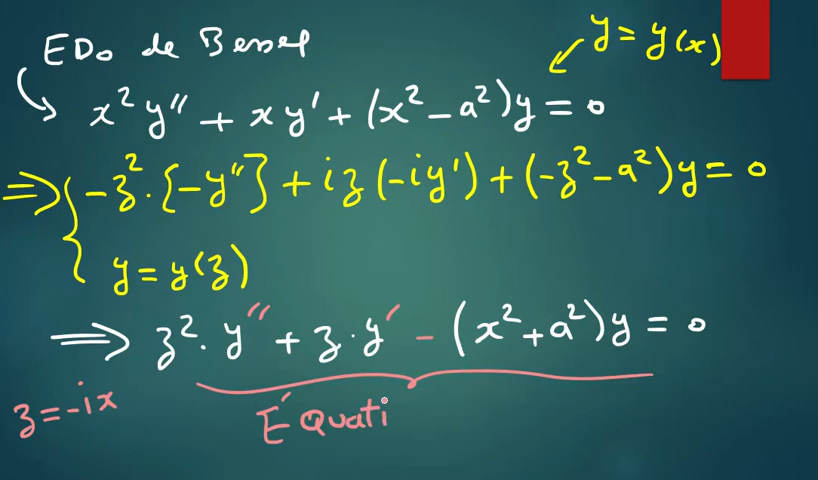 EDO de Bessel
y = y(x)
x² y'' + x y' + (x² - a²)y = 0
⇒ { -z² · [-y''] + iz(-iy') + (-z² - a²)y = 0
y = y(z)
⇒ z² · y'' + z · y' - (x² + a²)y = 0
z = -ix
Équati